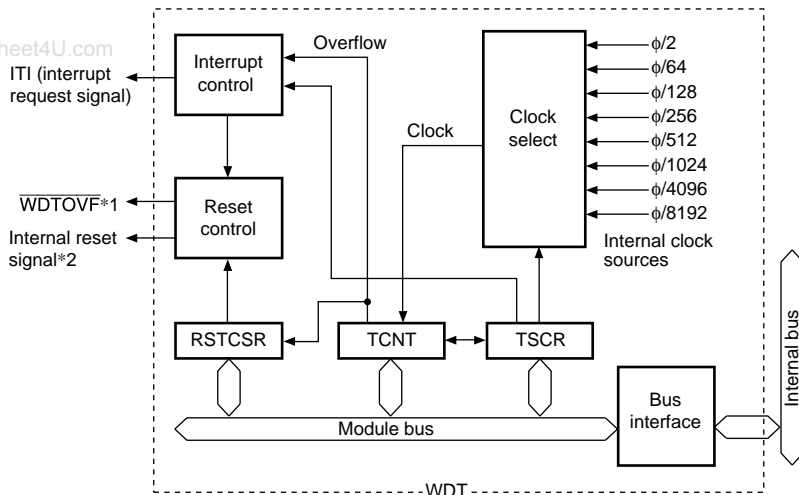 heet4U.com
Overflow
Interrupt
control
ITI (interrupt
request signal)
Clock
select
ϕ/2
ϕ/64
ϕ/128
ϕ/256
ϕ/512
ϕ/1024
ϕ/4096
ϕ/8192
Internal clock
sources
Clock
WDTOVF*1
Internal reset
signal*2
Reset
control
RSTCSR
TCNT
TSCR
Module bus
Bus
interface
Internal bus
WDT